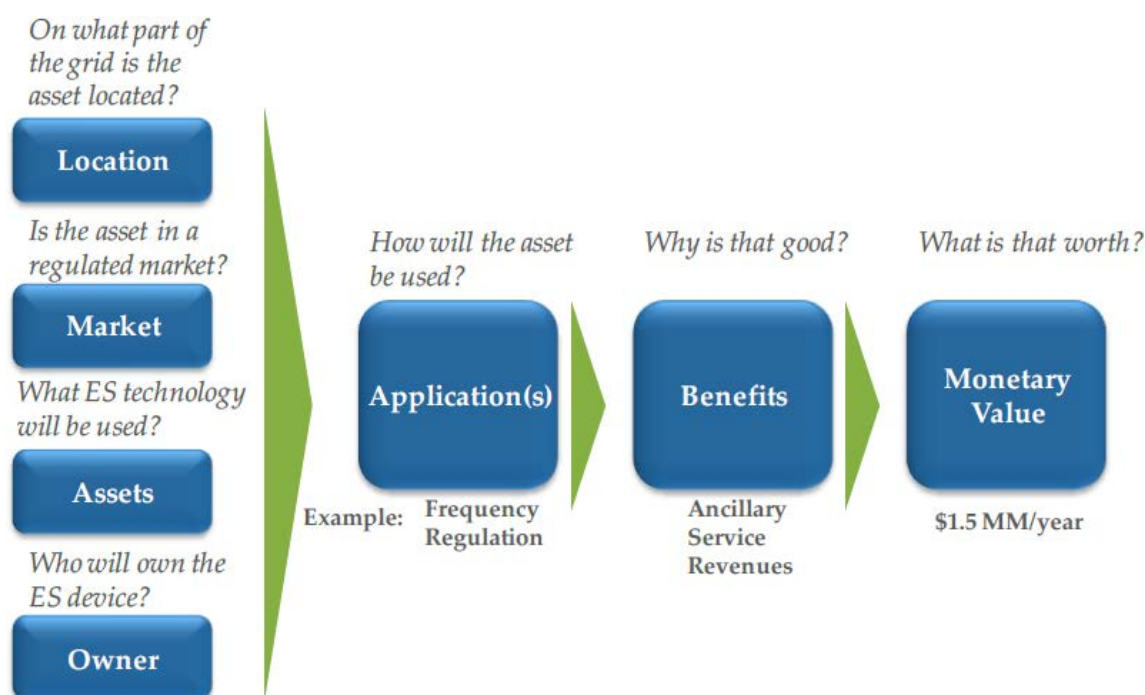 On what part of
the grid is the
asset located?
Location
Is the asset in a
regulated market?
Market
What ES technology
will be used?
Assets
Who will own the
ES device?
Owner
How will the asset
be used?
Application(s)
Example:
Frequency
Regulation
Why is that good?
Benefits
Ancillary
Service
Revenues
What is that worth?
Monetary
Value
$1.5 MM/year